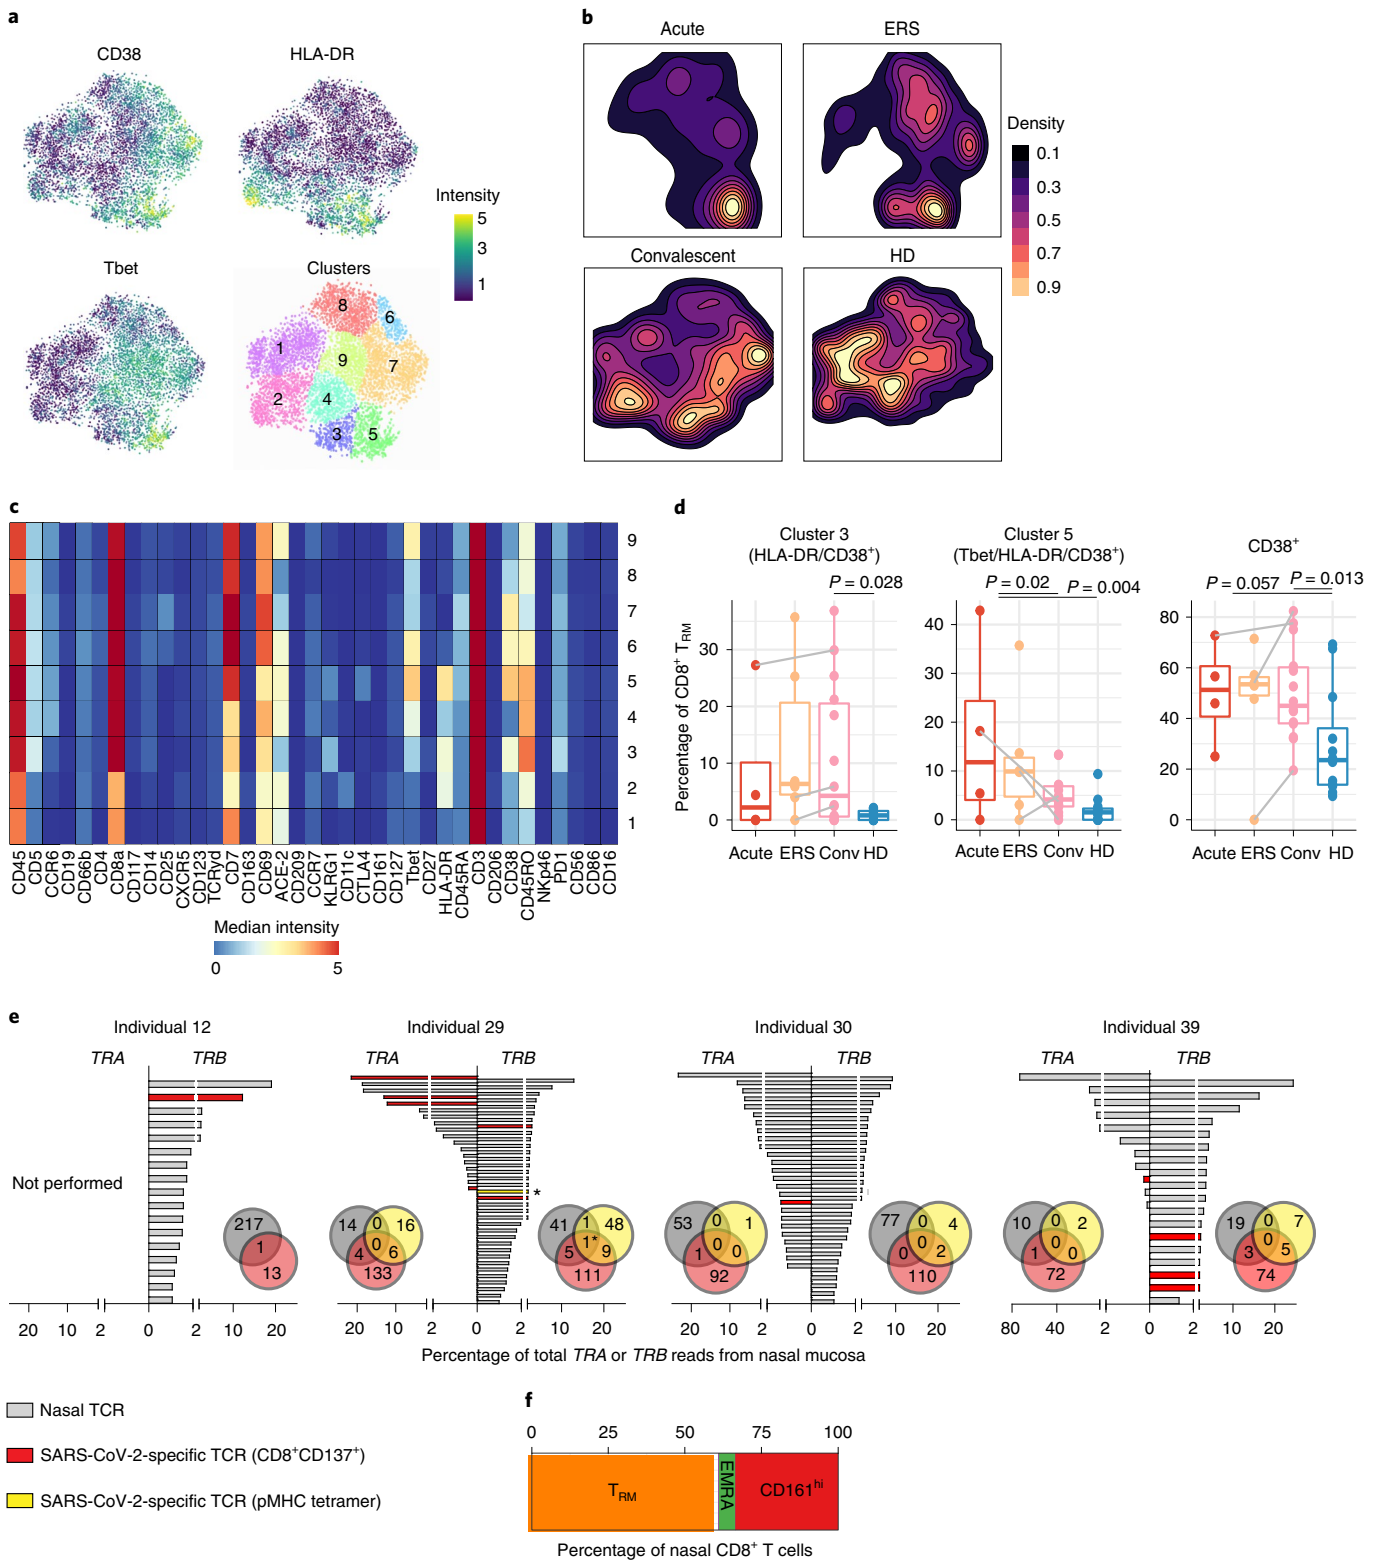 a
CD38
HLA-DR
Tbet
Clusters
1
2
3
4
5
6
7
8
9
Intensity
5
3
1
b
Acute
ERS
Convalescent
HD
Density
0.1
0.3
0.5
0.7
0.9
c
9
8
7
6
5
4
3
2
1
CD45
CD5
CCR6
CD19
CD66b
CD4
CD8a
CD117
CD14
CD25
CXCR5
CD123
TCRyd
CD7
CD163
CD69
ACE-2
CD209
CCR7
KLRG1
CD11c
CTLA4
CD161
CD127
Tbet
CD27
HLA-DR
CD45RA
CD3
CD206
CD38
CD45RO
NKp46
PD1
CD56
CD86
CD16
Median intensity
0 5
d
Percentage of CD8+ TRM
Cluster 3
(HLA-DR/CD38+)
P = 0.028
30
20
10
0
Acute ERS Conv HD
Cluster 5
(Tbet/HLA-DR/CD38+)
P = 0.02
P = 0.004
40
30
20
10
0
Acute ERS Conv HD
CD38+
P = 0.057
P = 0.013
80
60
40
20
0
Acute ERS Conv HD
e
Individual 12
TRA TRB
Not performed
217
1
13
20 10 2 0 2 10 20
Individual 29
TRA TRB
*
14 0 16
0
4 6
133
41 1 48
1*
5 9
111
20 10 2 0 2 10 20
Individual 30
TRA TRB
53 0 1
0
1 0
92
77 0 4
0
0 2
110
20 10 2 0 2 10 20
Individual 39
TRA TRB
10 0 2
0
1 0
72
19 0 7
0
3 5
74
80 40 2 0 2 10 20
Percentage of total TRA or TRB reads from nasal mucosa
Nasal TCR
SARS-CoV-2-specific TCR (CD8+CD137+)
SARS-CoV-2-specific TCR (pMHC tetramer)
f
0 25 50 75 100
TRM
EMRA
CD161hi
Percentage of nasal CD8+ T cells